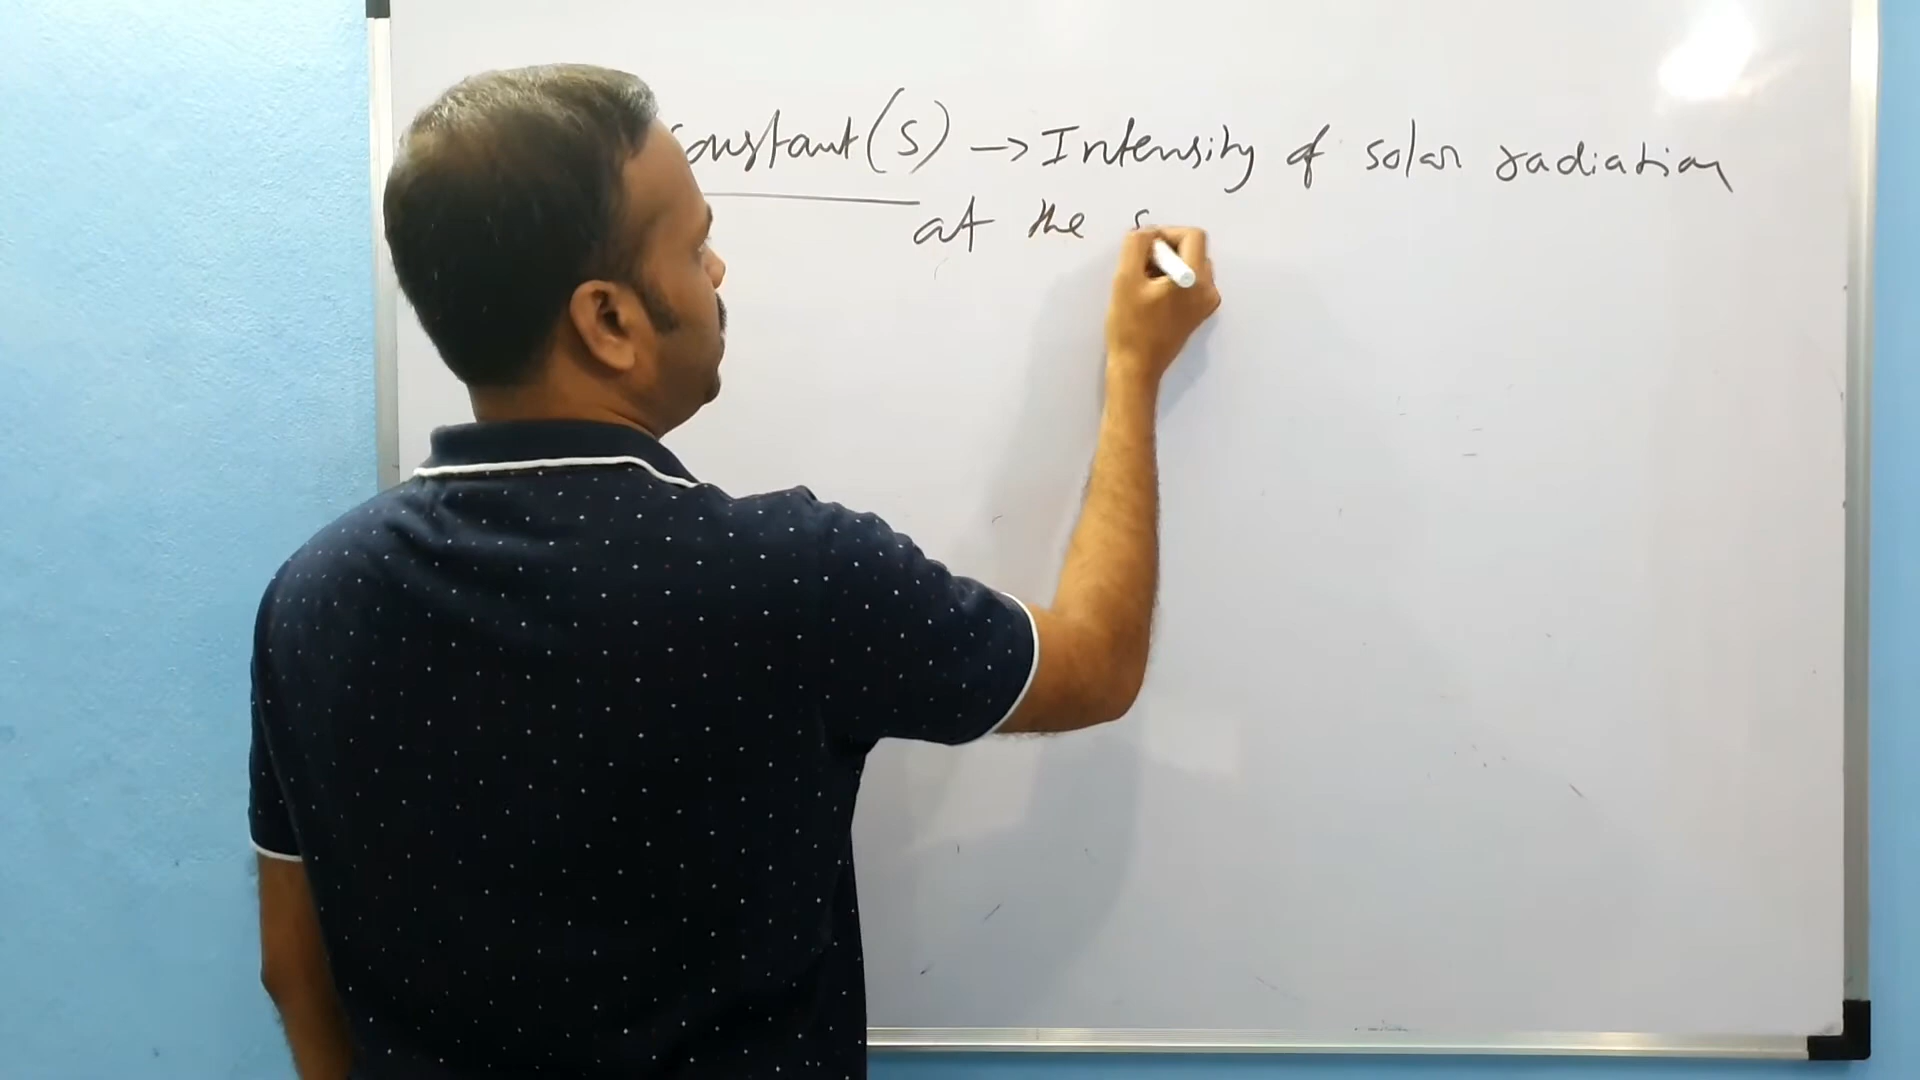 onstant (S) → Intensity of solar radiation
at the s